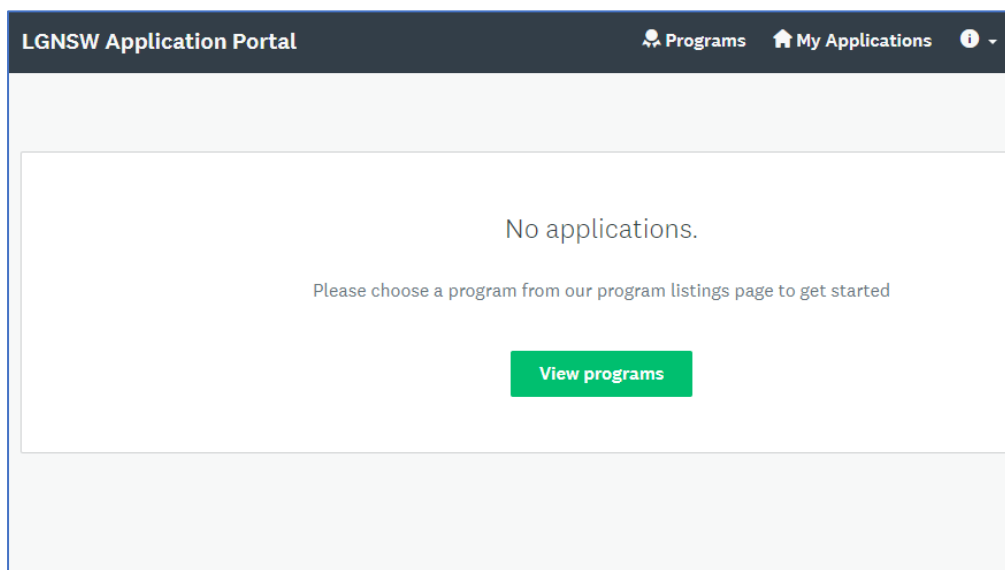 LGNSW Application Portal Programs My Applications
No applications.
Please choose a program from our program listings page to get started
View programs